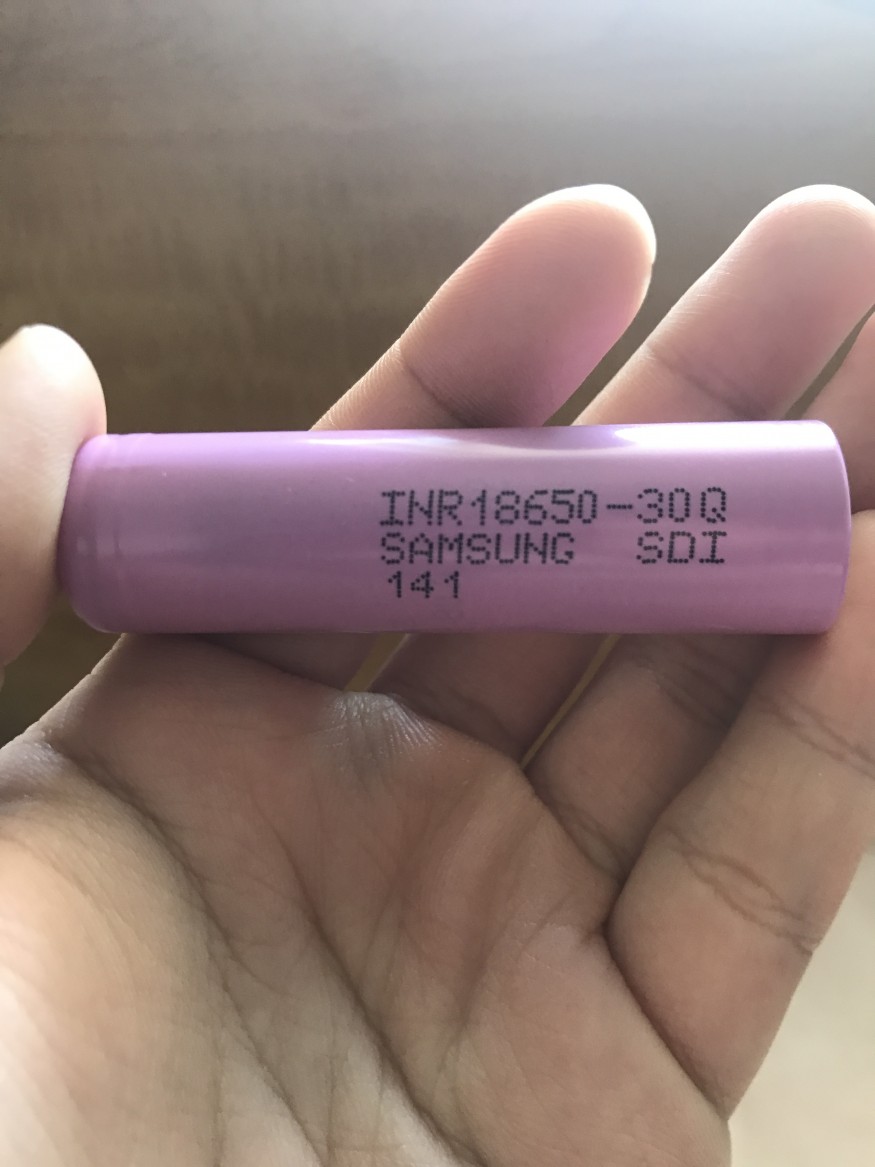 INR18650-30Q
SAMSUNG SDI
141